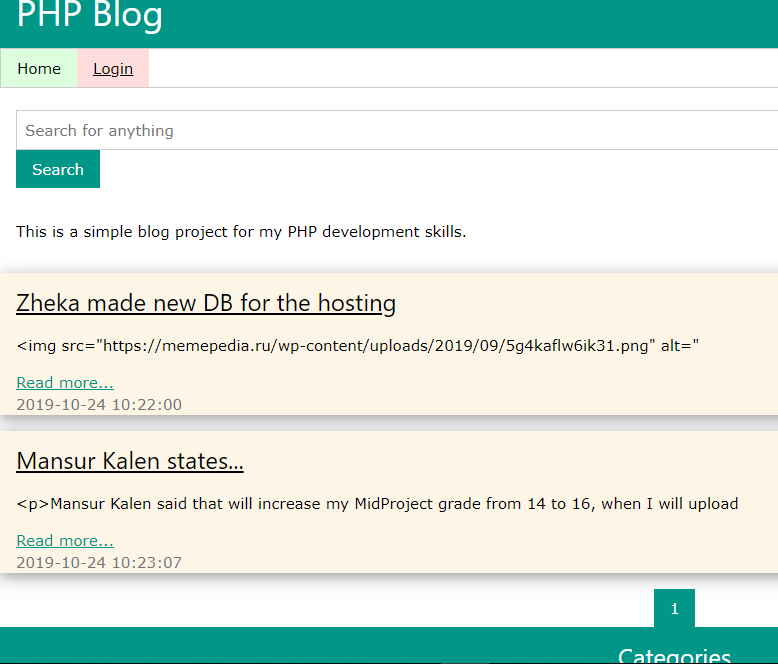 PHP Blog
Home Login
Search for anything
Search
This is a simple blog project for my PHP development skills.
Zheka made new DB for the hosting
<img src="https://memepedia.ru/wp-content/uploads/2019/09/5g4kaflw6ik31.png" alt="
Read more...
2019-10-24 10:22:00
Mansur Kalen states...
<p>Mansur Kalen said that will increase my MidProject grade from 14 to 16, when I will upload
Read more...
2019-10-24 10:23:07
1
Categories